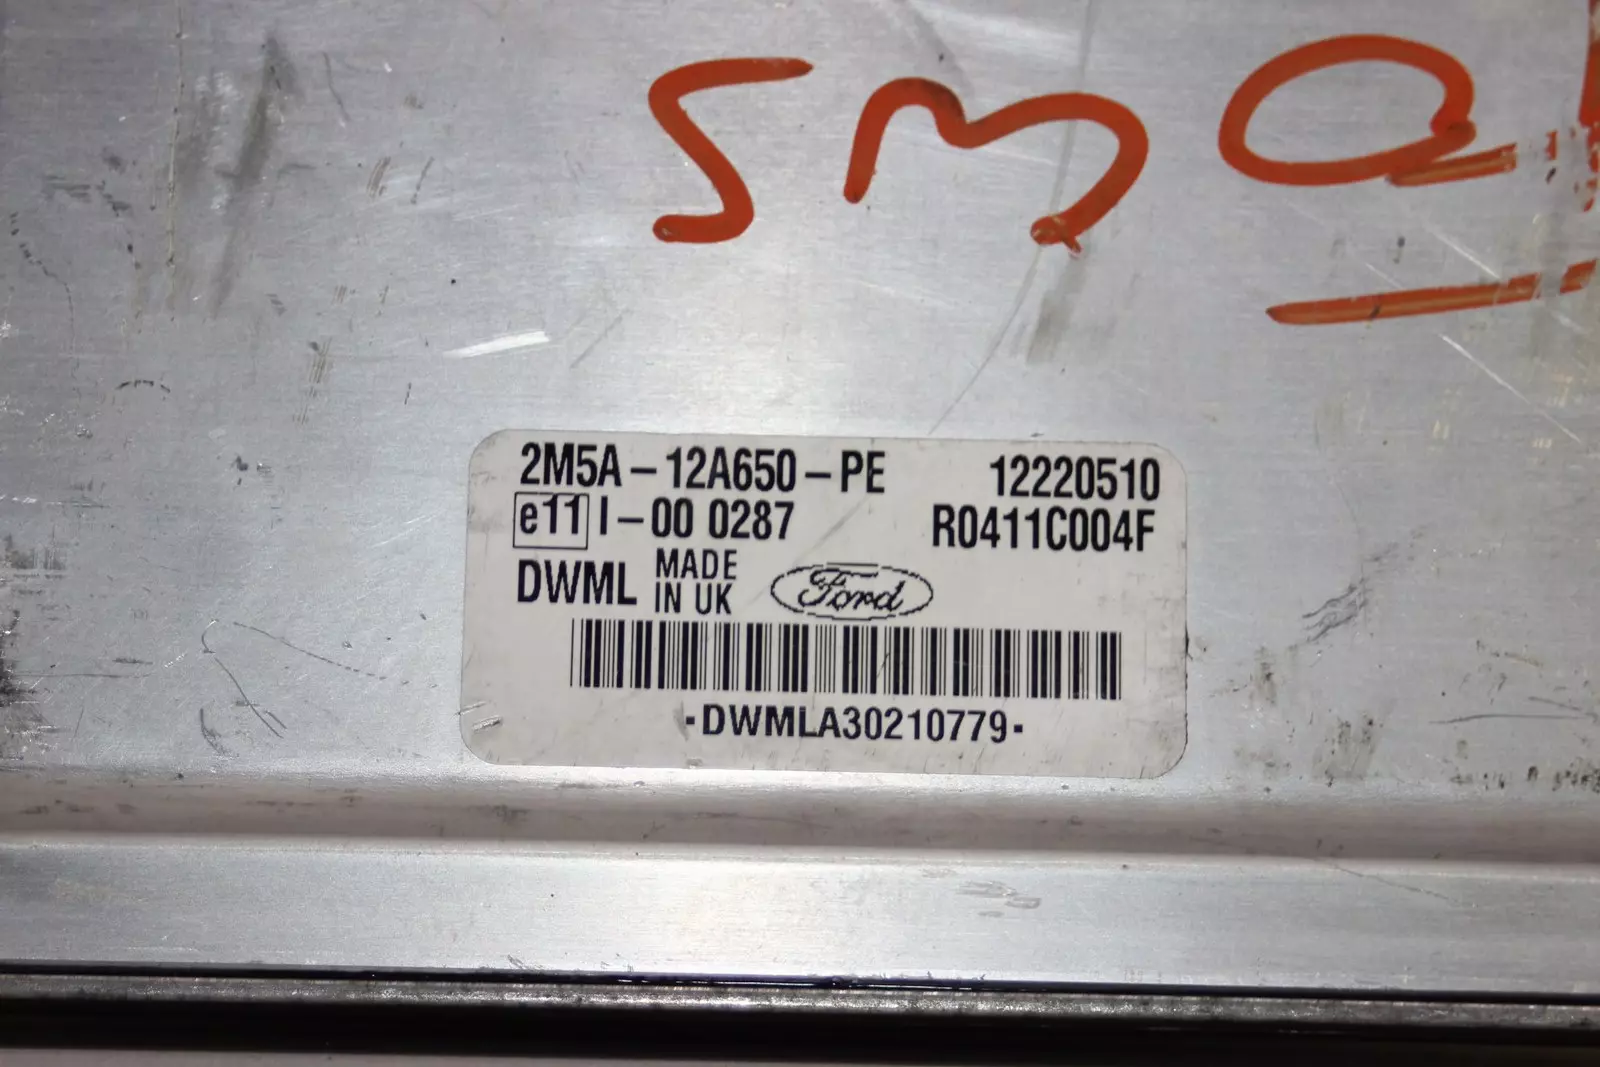 SMO
2M5A-12A650-PE 12220510
e11 I-00 0287 R0411C004F
DWML MADE IN UK Ford
-DWMLA30210779-